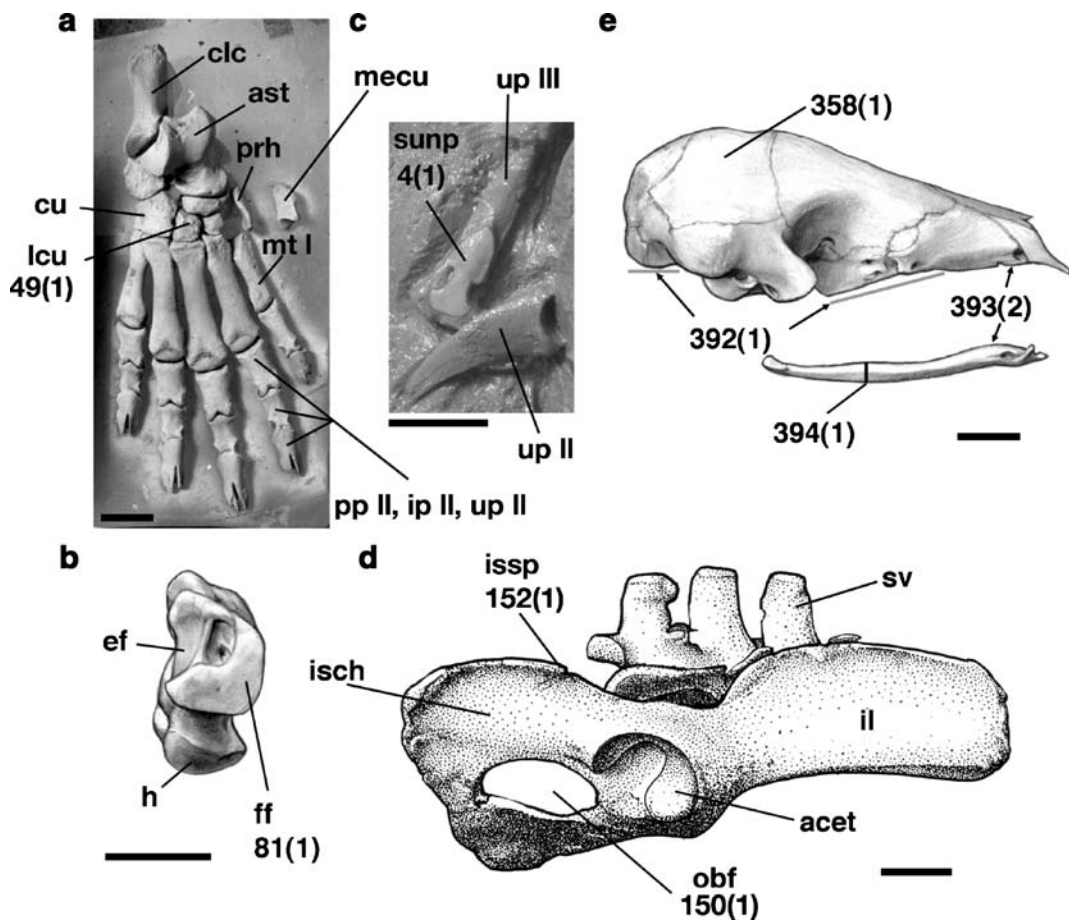 a
clc
ast
prh
mecu
cu
lcu
49(1)
mt I
pp II, ip II, up II
c
up III
sunp
4(1)
up II
e
358(1)
392(1)
393(2)
394(1)
b
ef
h
ff
81(1)
d
issp
152(1)
sv
isch
il
acet
obf
150(1)